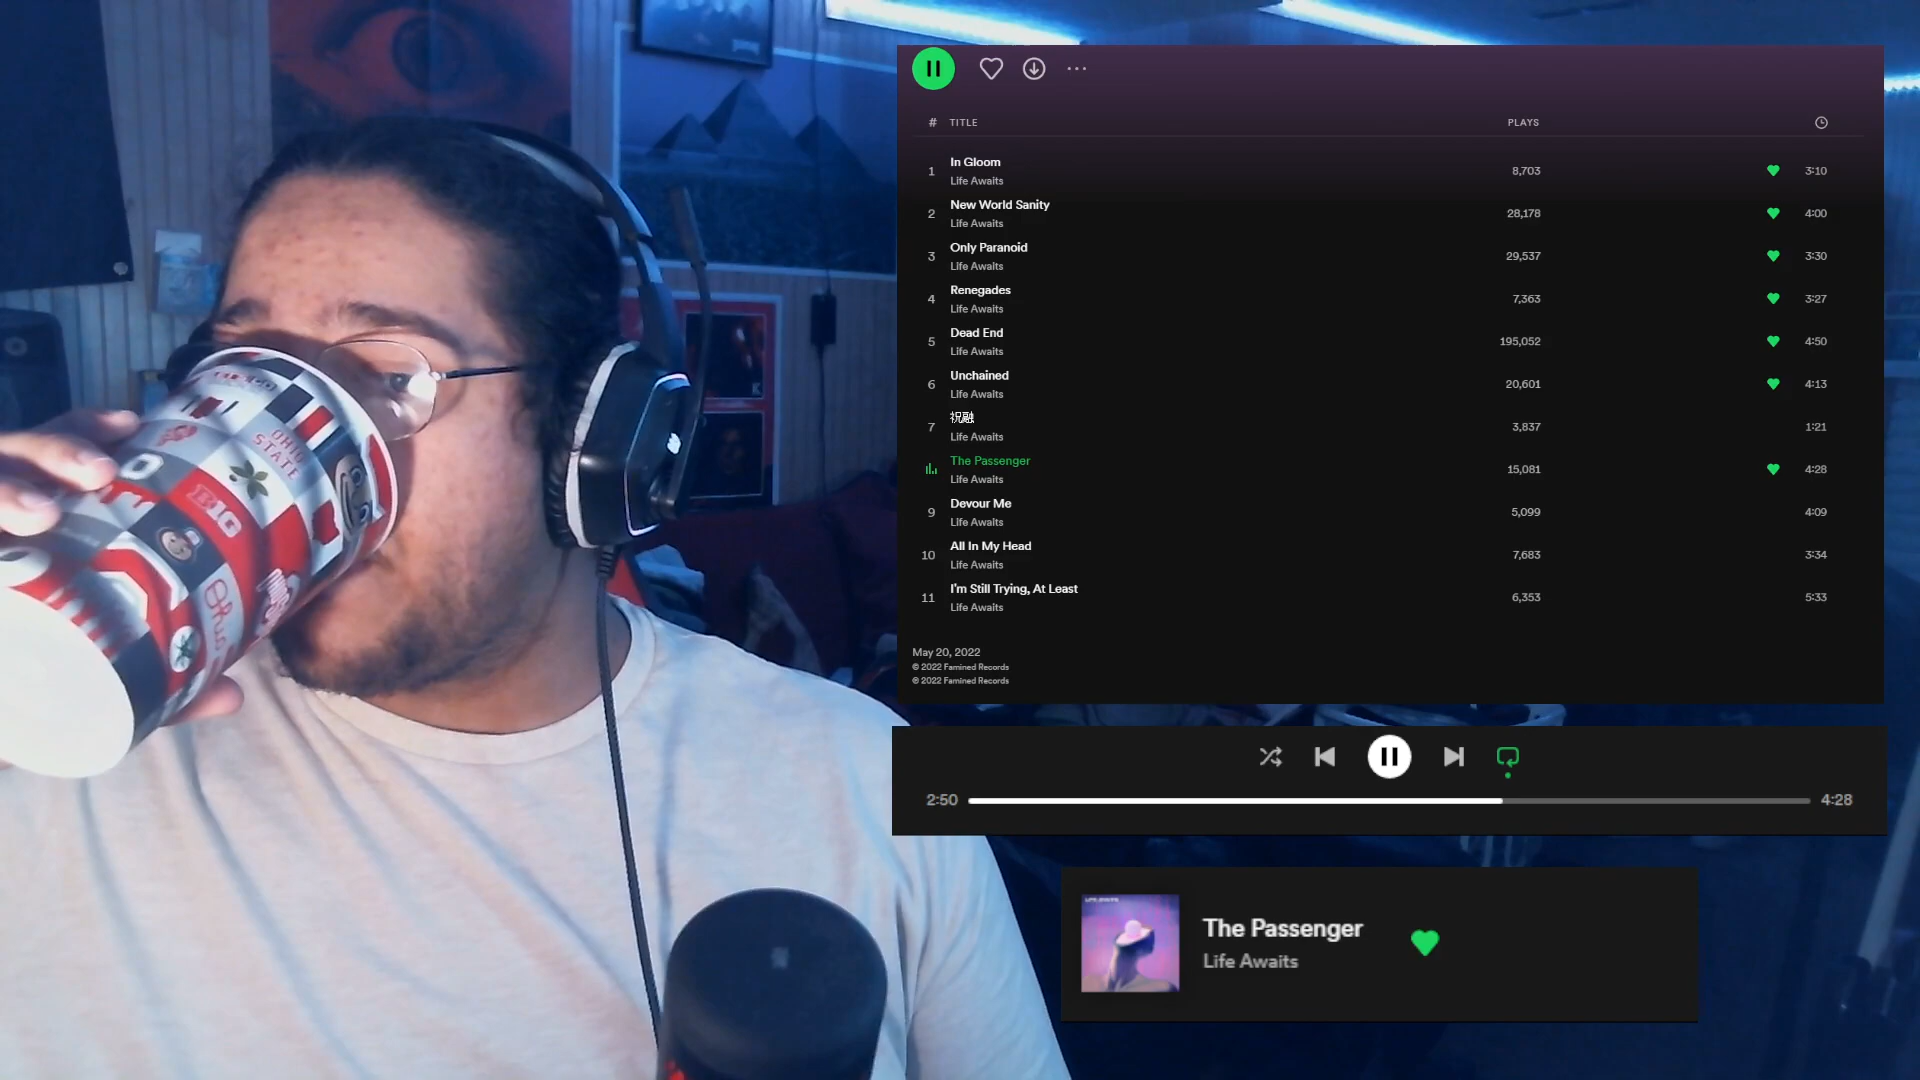 # TITLE PLAYS
1 In Gloom 8,703 3:10
Life Awaits
2 New World Sanity 28,178 4:00
Life Awaits
3 Only Paranoid 29,537 3:30
Life Awaits
4 Renegades 7,363 3:27
Life Awaits
5 Dead End 195,052 4:50
Life Awaits
6 Unchained 20,601 4:13
Life Awaits
7 祝融 3,837 1:21
Life Awaits
The Passenger 15,081 4:28
Life Awaits
9 Devour Me 5,099 4:09
Life Awaits
10 All In My Head 7,683 3:34
Life Awaits
11 I'm Still Trying, At Least 6,353 5:33
Life Awaits
May 20, 2022
© 2022 Famined Records
℗ 2022 Famined Records
2:50 4:28
The Passenger
Life Awaits
OHIO
STATE
B1G
Ohio